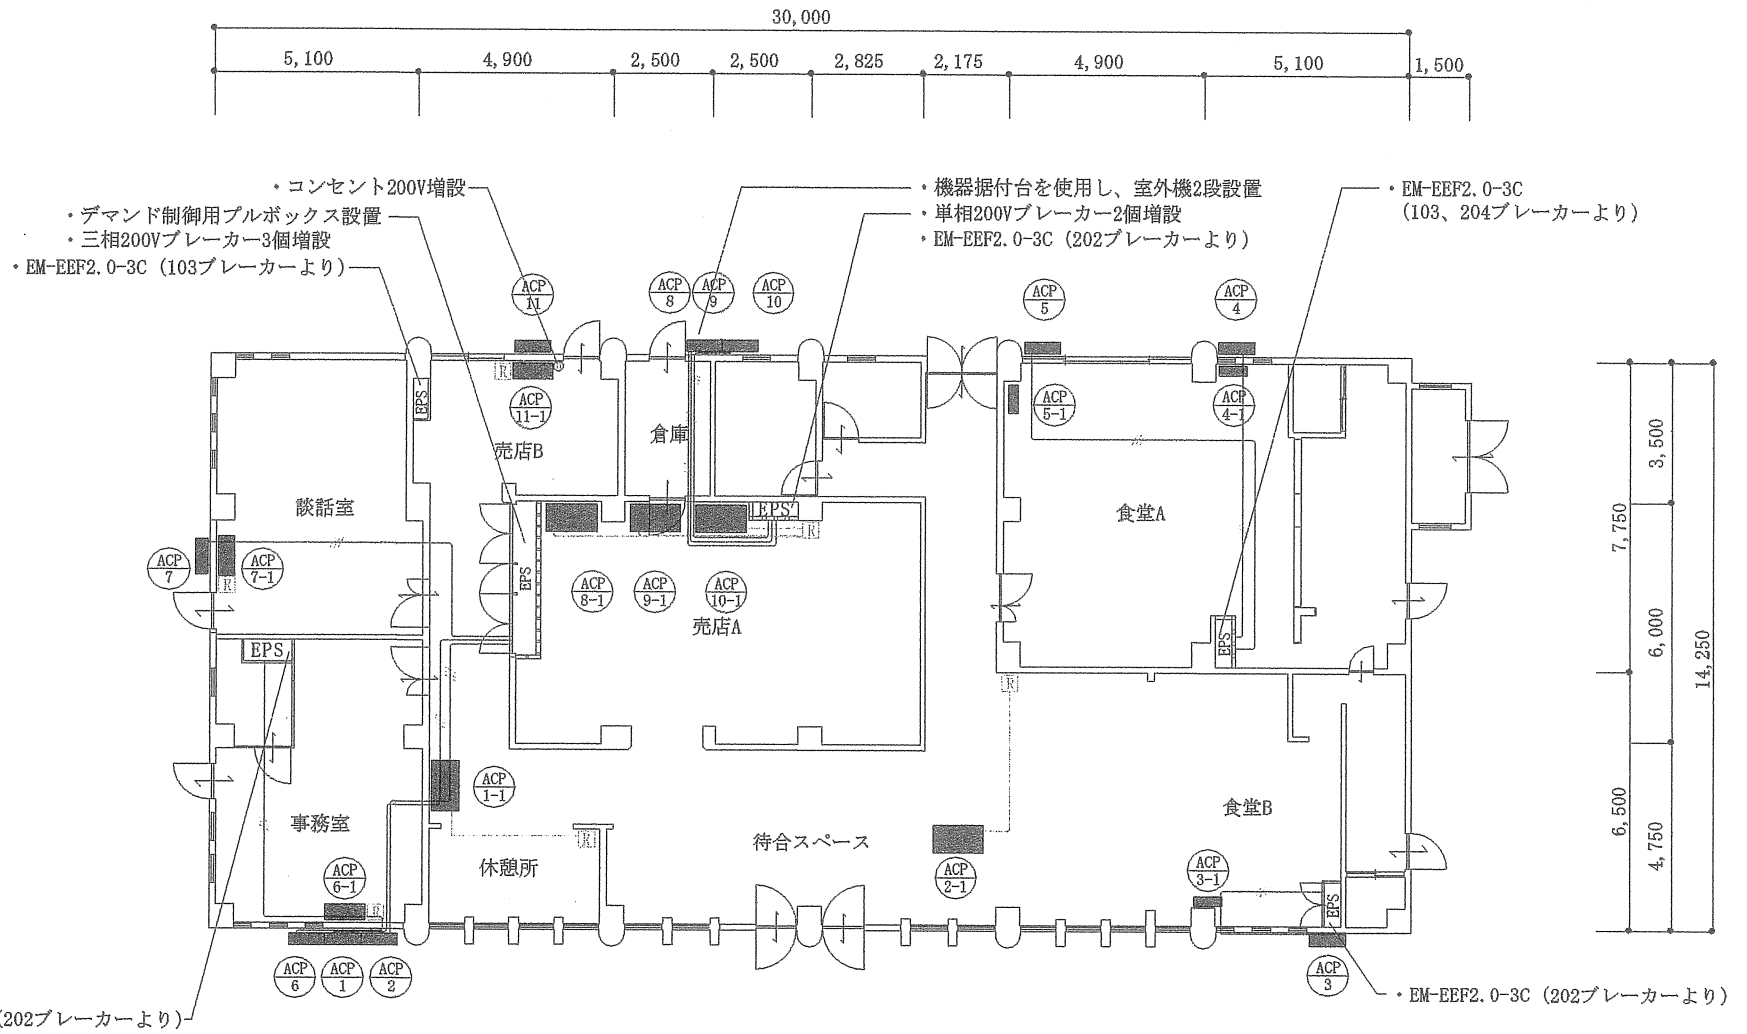 30,000
5,100
4,900
2,500
2,500
2,825
2,175
4,900
5,100
1,500
・コンセント200V増設
・デマンド制御用プルボックス設置
・三相200Vブレーカー3個増設
・EM-EEF2.0-3C (103ブレーカーより)
・機器据付台を使用し、室外機2段設置
・単相200Vブレーカー2個増設
・EM-EEF2.0-3C (202ブレーカーより)
・EM-EEF2.0-3C
(103、204ブレーカーより)
ACP
11
ACP
8
ACP
9
ACP
10
ACP
5
ACP
4
R
EPS
ACP
11-1
売店B
倉庫
ACP
5-1
ACP
4-1
3,500
談話室
EPS
R
食堂A
7,750
ACP
7
ACP
7-1
R
EPS
ACP
8-1
ACP
9-1
ACP
10-1
売店A
6,000
14,250
EPS
EPS
R
ACP
1-1
事務室
R
休憩所
待合スペース
食堂B
6,500
4,750
ACP
6-1
R
ACP
2-1
ACP
3-1
EPS
ACP
6
ACP
1
ACP
2
ACP
3
・EM-EEF2.0-3C (202ブレーカーより)
(202ブレーカーより)